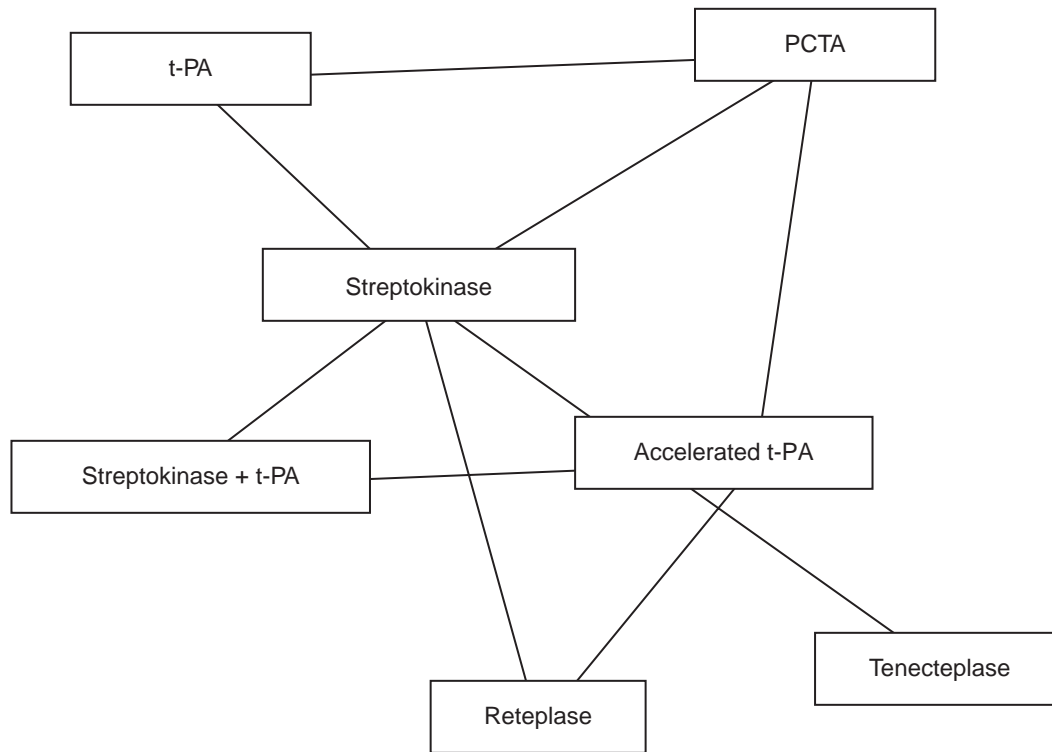 t-PA
PCTA
Streptokinase
Streptokinase + t-PA
Accelerated t-PA
Tenecteplase
Reteplase